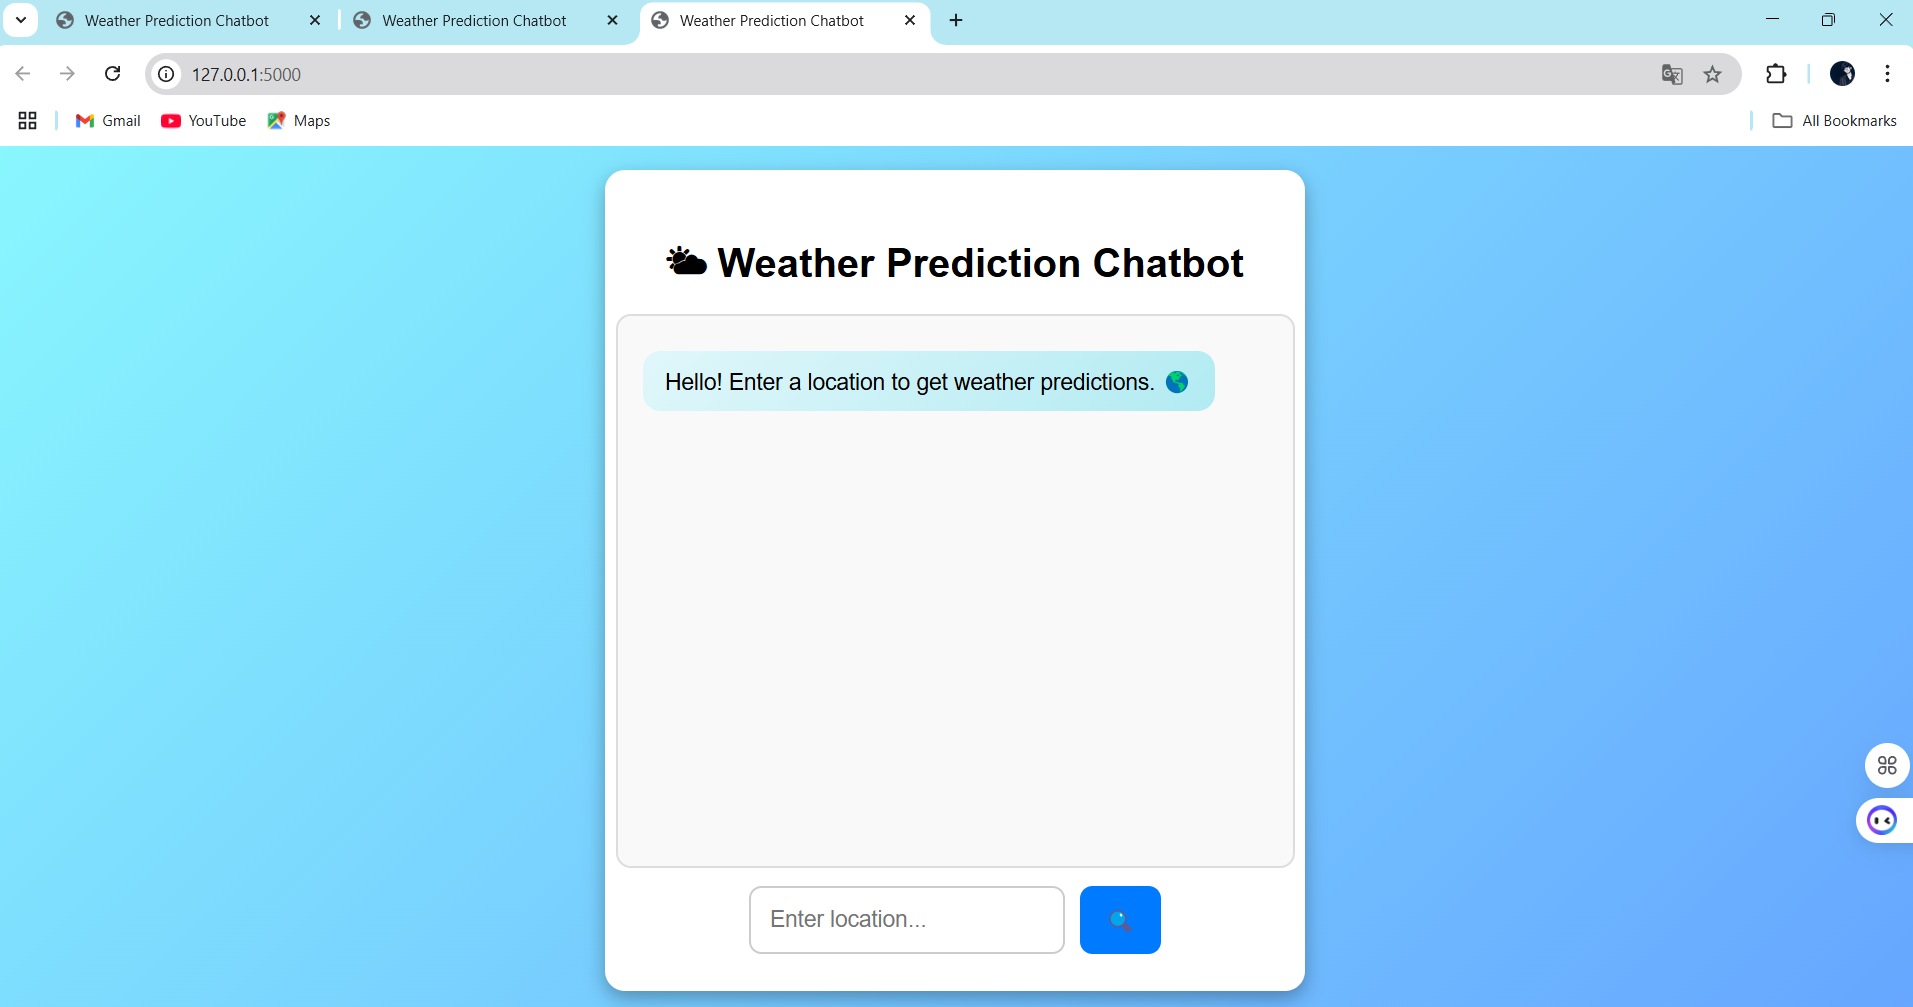 Weather Prediction Chatbot
Weather Prediction Chatbot
Weather Prediction Chatbot
127.0.0.1:5000
Gmail
YouTube
Maps
All Bookmarks
Weather Prediction Chatbot
Hello! Enter a location to get weather predictions.
Enter location...